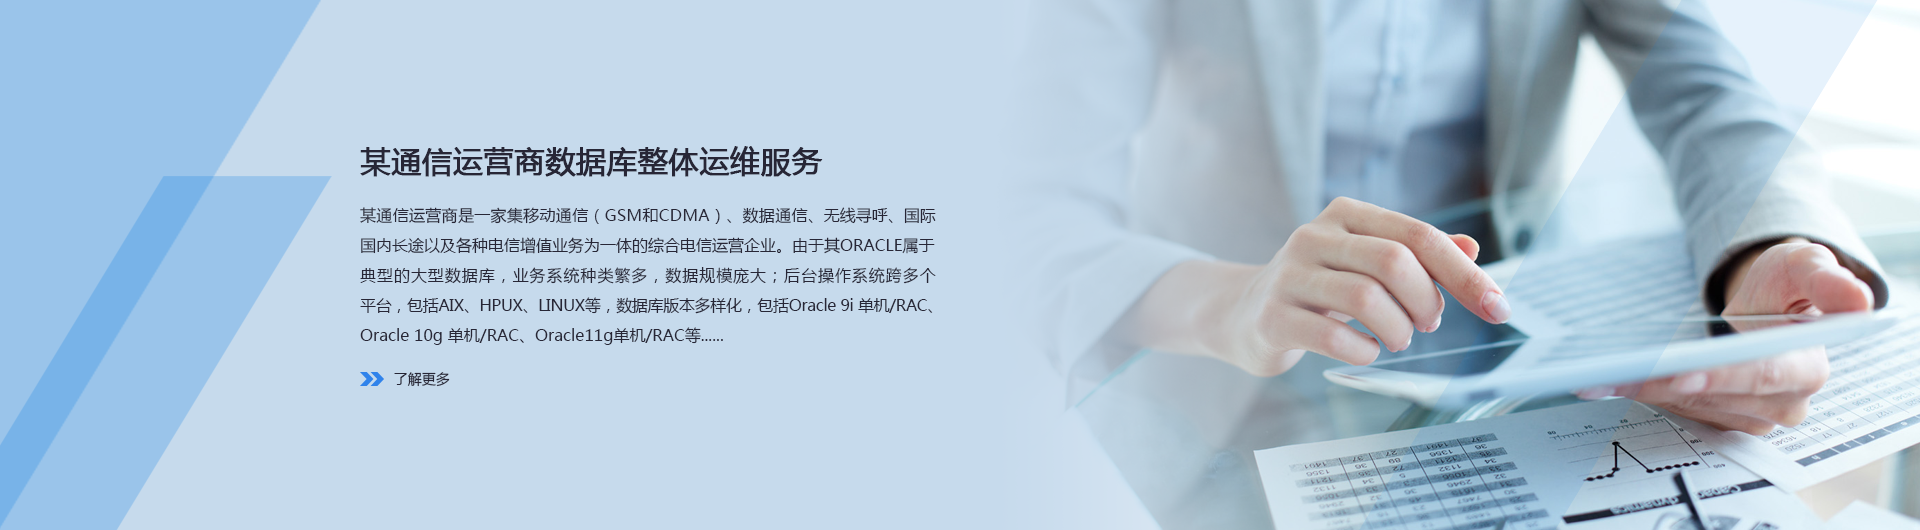 某通信运营商数据库整体运维服务
某通信运营商是一家集移动通信（GSM和CDMA）、数据通信、无线寻呼、国际
国内长途以及各种电信增值业务为一体的综合电信运营企业。由于其ORACLE属于
典型的大型数据库，业务系统种类繁多，数据规模庞大；后台操作系统跨多个
平台，包括AIX、HPUX、LINUX等，数据库版本多样化，包括Oracle 9i 单机/RAC、
Oracle 10g 单机/RAC、Oracle11g单机/RAC等......
了解更多